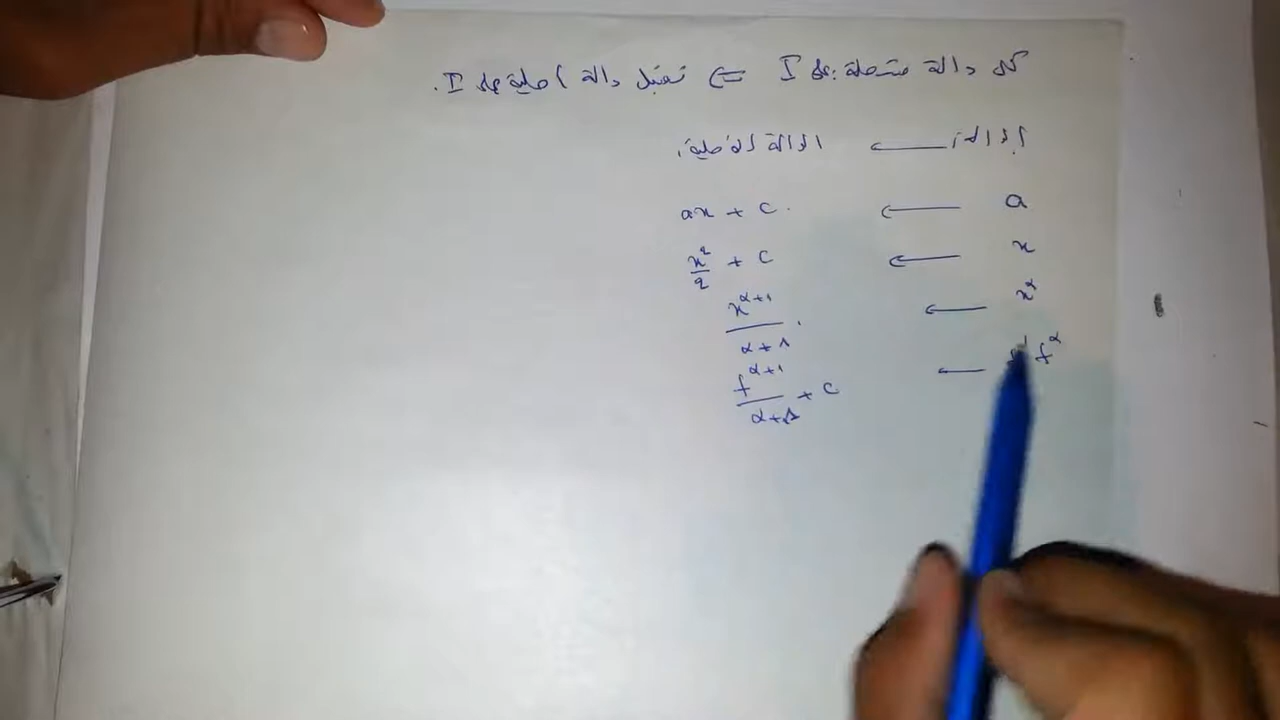 كل دالة متصلة على I ⇐ تقبل دالة أصلية على I.
الدالة ← الدالة الأصلية
a ← ax + c
x ← x²/2 + c
x^α ← x^(α+1)/(α+1)
f' f^α ← f^(α+1)/(α+1) + c